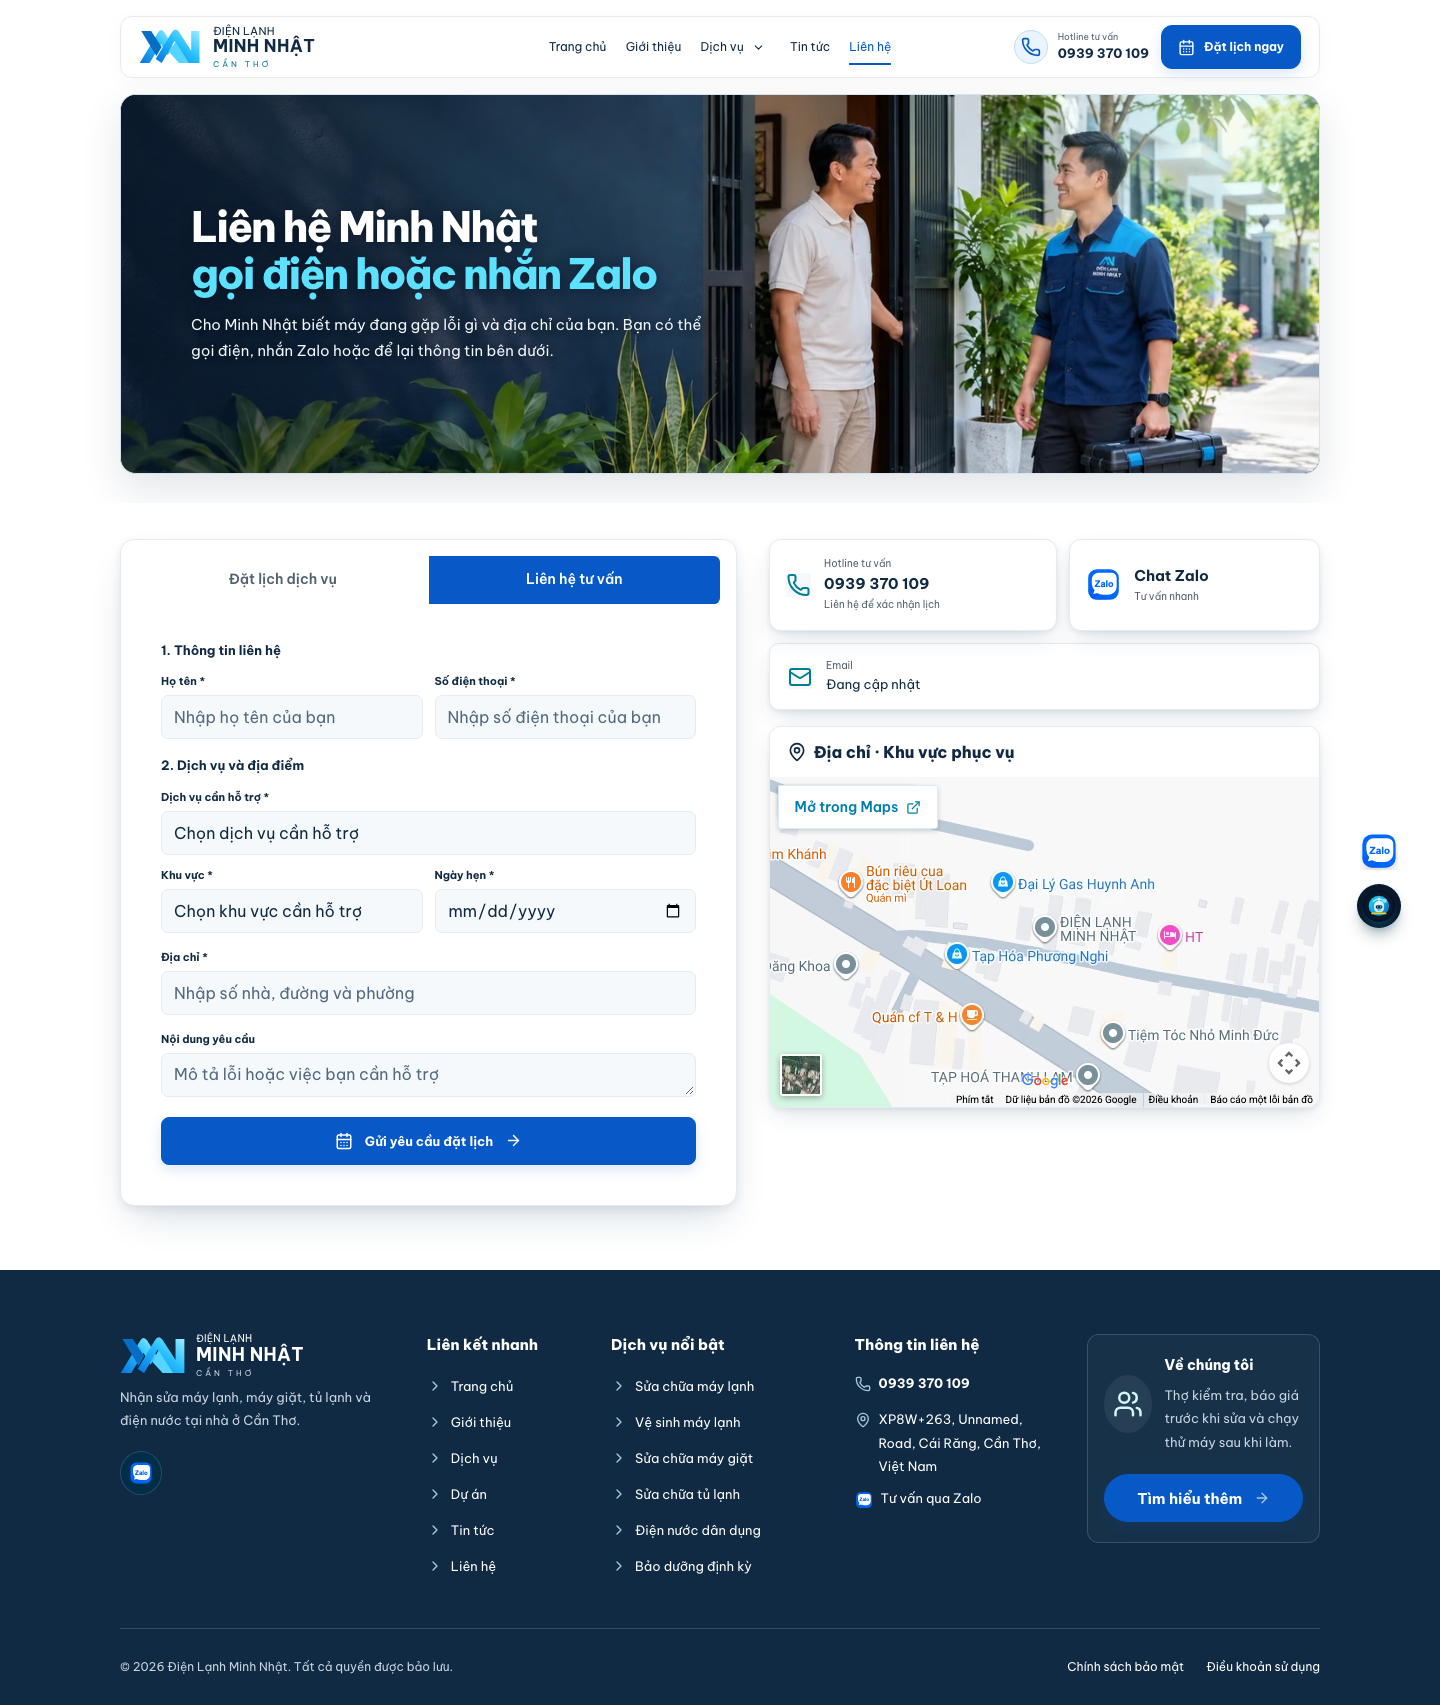 ĐIỆN LẠNH
MINH NHẬT
CẦN THƠ
Trang chủ
Giới thiệu
Dịch vụ
Tin tức
Liên hệ
Hotline tư vấn
0939 370 109
Đặt lịch ngay
Liên hệ Minh Nhật
gọi điện hoặc nhắn Zalo
Cho Minh Nhật biết máy đang gặp lỗi gì và địa chỉ của bạn. Bạn có thể
gọi điện, nhắn Zalo hoặc để lại thông tin bên dưới.
ĐIỆN LẠNH
MINH NHẬT
Đặt lịch dịch vụ
Liên hệ tư vấn
1. Thông tin liên hệ
Họ tên *
Số điện thoại *
Nhập họ tên của bạn
Nhập số điện thoại của bạn
2. Dịch vụ và địa điểm
Dịch vụ cần hỗ trợ *
Chọn dịch vụ cần hỗ trợ
Khu vực *
Ngày hẹn *
Chọn khu vực cần hỗ trợ
mm/dd/yyyy
Địa chỉ *
Nhập số nhà, đường và phường
Nội dung yêu cầu
Mô tả lỗi hoặc việc bạn cần hỗ trợ
Gửi yêu cầu đặt lịch
Hotline tư vấn
0939 370 109
Liên hệ để xác nhận lịch
Zalo
Chat Zalo
Tư vấn nhanh
Email
Đang cập nhật
Địa chỉ · Khu vực phục vụ
Mở trong Maps
im Khánh
Bún riêu cua
đặc biệt Út Loan
Quán mì
Đại Lý Gas Huynh Anh
ĐIỆN LẠNH
MINH NHẬT
HT
Tạp Hóa Phương Nghi
Đăng Khoa
Quán cf T & H
Tiệm Tóc Nhỏ Minh Đức
TẠP HOÁ THANH LAM
Google
Phím tắt
Dữ liệu bản đồ ©2026 Google
Điều khoản
Báo cáo một lỗi bản đồ
Zalo
ĐIỆN LẠNH
MINH NHẬT
CẦN THƠ
Nhận sửa máy lạnh, máy giặt, tủ lạnh và
điện nước tại nhà ở Cần Thơ.
Zalo
Liên kết nhanh
Trang chủ
Giới thiệu
Dịch vụ
Dự án
Tin tức
Liên hệ
Dịch vụ nổi bật
Sửa chữa máy lạnh
Vệ sinh máy lạnh
Sửa chữa máy giặt
Sửa chữa tủ lạnh
Điện nước dân dụng
Bảo dưỡng định kỳ
Thông tin liên hệ
0939 370 109
XP8W+263, Unnamed,
Road, Cái Răng, Cần Thơ,
Việt Nam
Zalo
Tư vấn qua Zalo
Về chúng tôi
Thợ kiểm tra, báo giá
trước khi sửa và chạy
thử máy sau khi làm.
Tìm hiểu thêm
© 2026 Điện Lạnh Minh Nhật. Tất cả quyền được bảo lưu.
Chính sách bảo mật
Điều khoản sử dụng